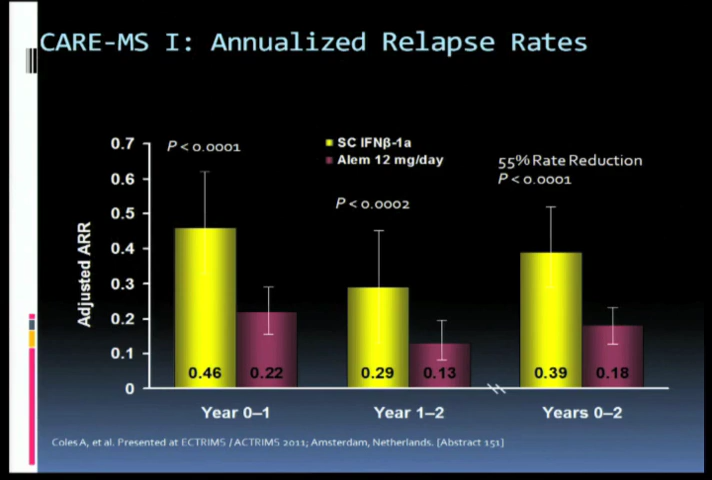 CARE-MS I: Annualized Relapse Rates
0.7
0.6
0.5
0.4
0.3
0.2
0.1
0
Adjusted ARR
P < 0.0001
SC IFNβ-1a
Alem 12 mg/day
P < 0.0002
55% Rate Reduction
P < 0.0001
0.46 0.22 0.29 0.13 0.39 0.18
Year 0–1 Year 1–2 Years 0–2
Coles A, et al. Presented at ECTRIMS / ACTRIMS 2011; Amsterdam, Netherlands. [Abstract 151]